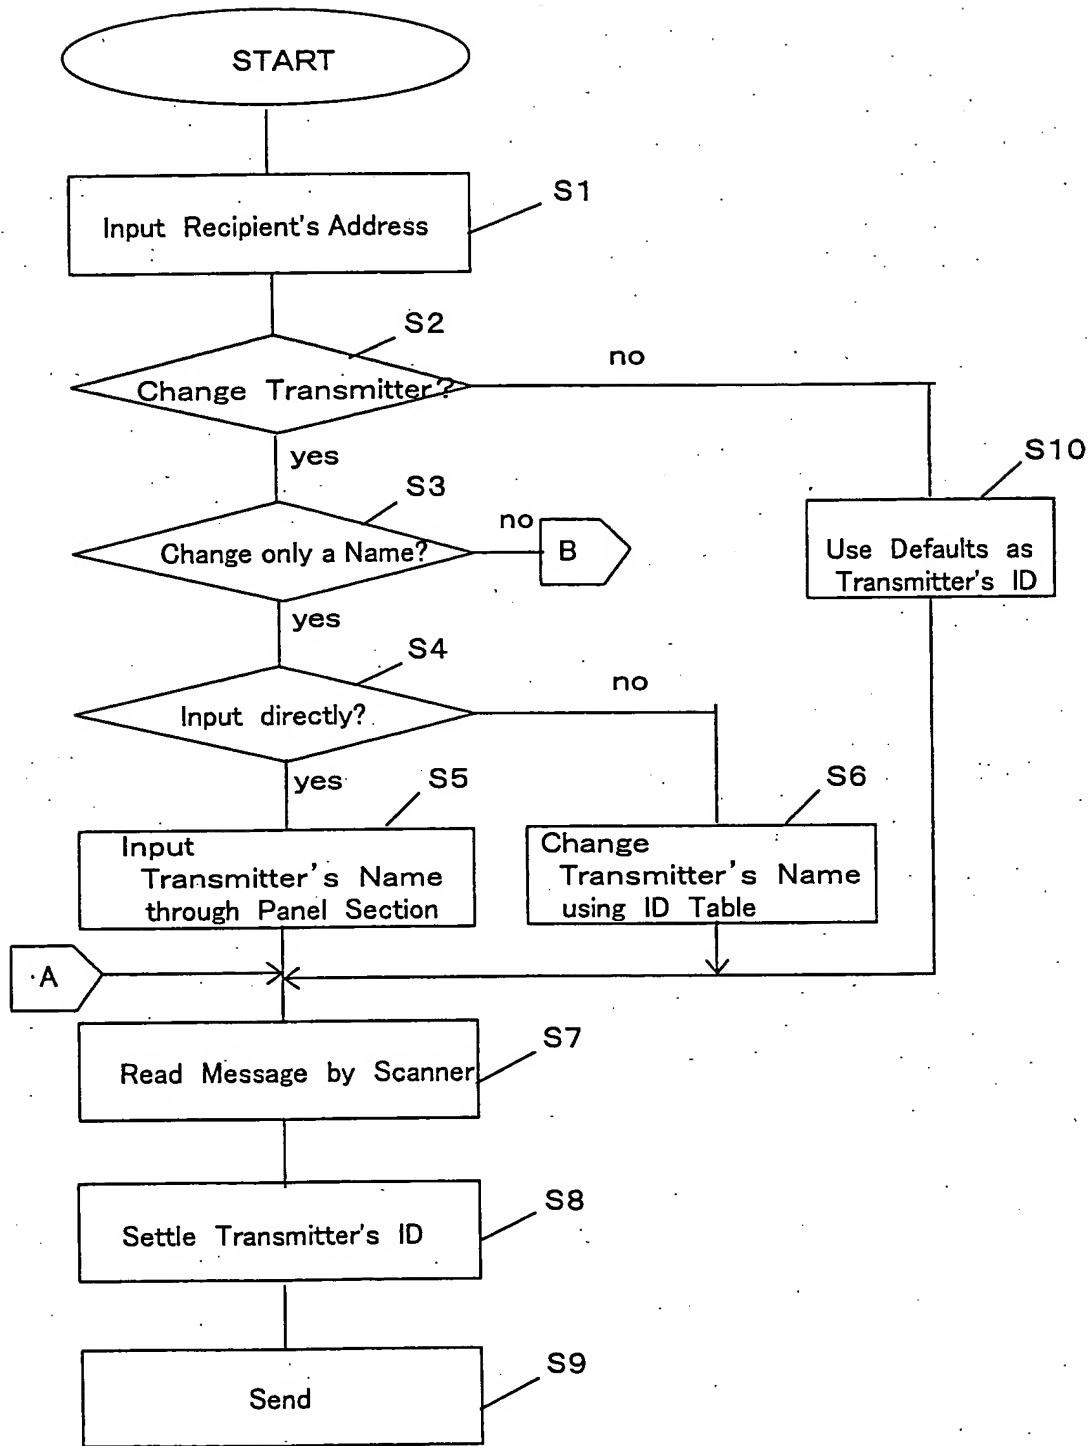 START
S1
Input Recipient's Address
S2
no
Change Transmitter?
yes
S10
S3
no
Change only a Name?
B
Use Defaults as
Transmitter's ID
yes
S4
no
Input directly?
yes
S5
S6
Input
Transmitter's Name
through Panel Section
Change
Transmitter's Name
using ID Table
A
S7
Read Message by Scanner
S8
Settle Transmitter's ID
S9
Send